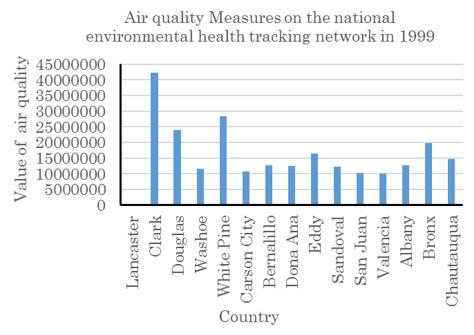 Air quality Measures on the national
environmental health tracking network in 1999
Value of air quality
45000000
40000000
35000000
30000000
25000000
20000000
15000000
10000000
5000000
0
Lancaster
Clark
Douglas
Washoe
White Pine
Carson City
Bernalillo
Dona Ana
Eddy
Sandoval
San Juan
Valencia
Albany
Bronx
Chautauqua
Country